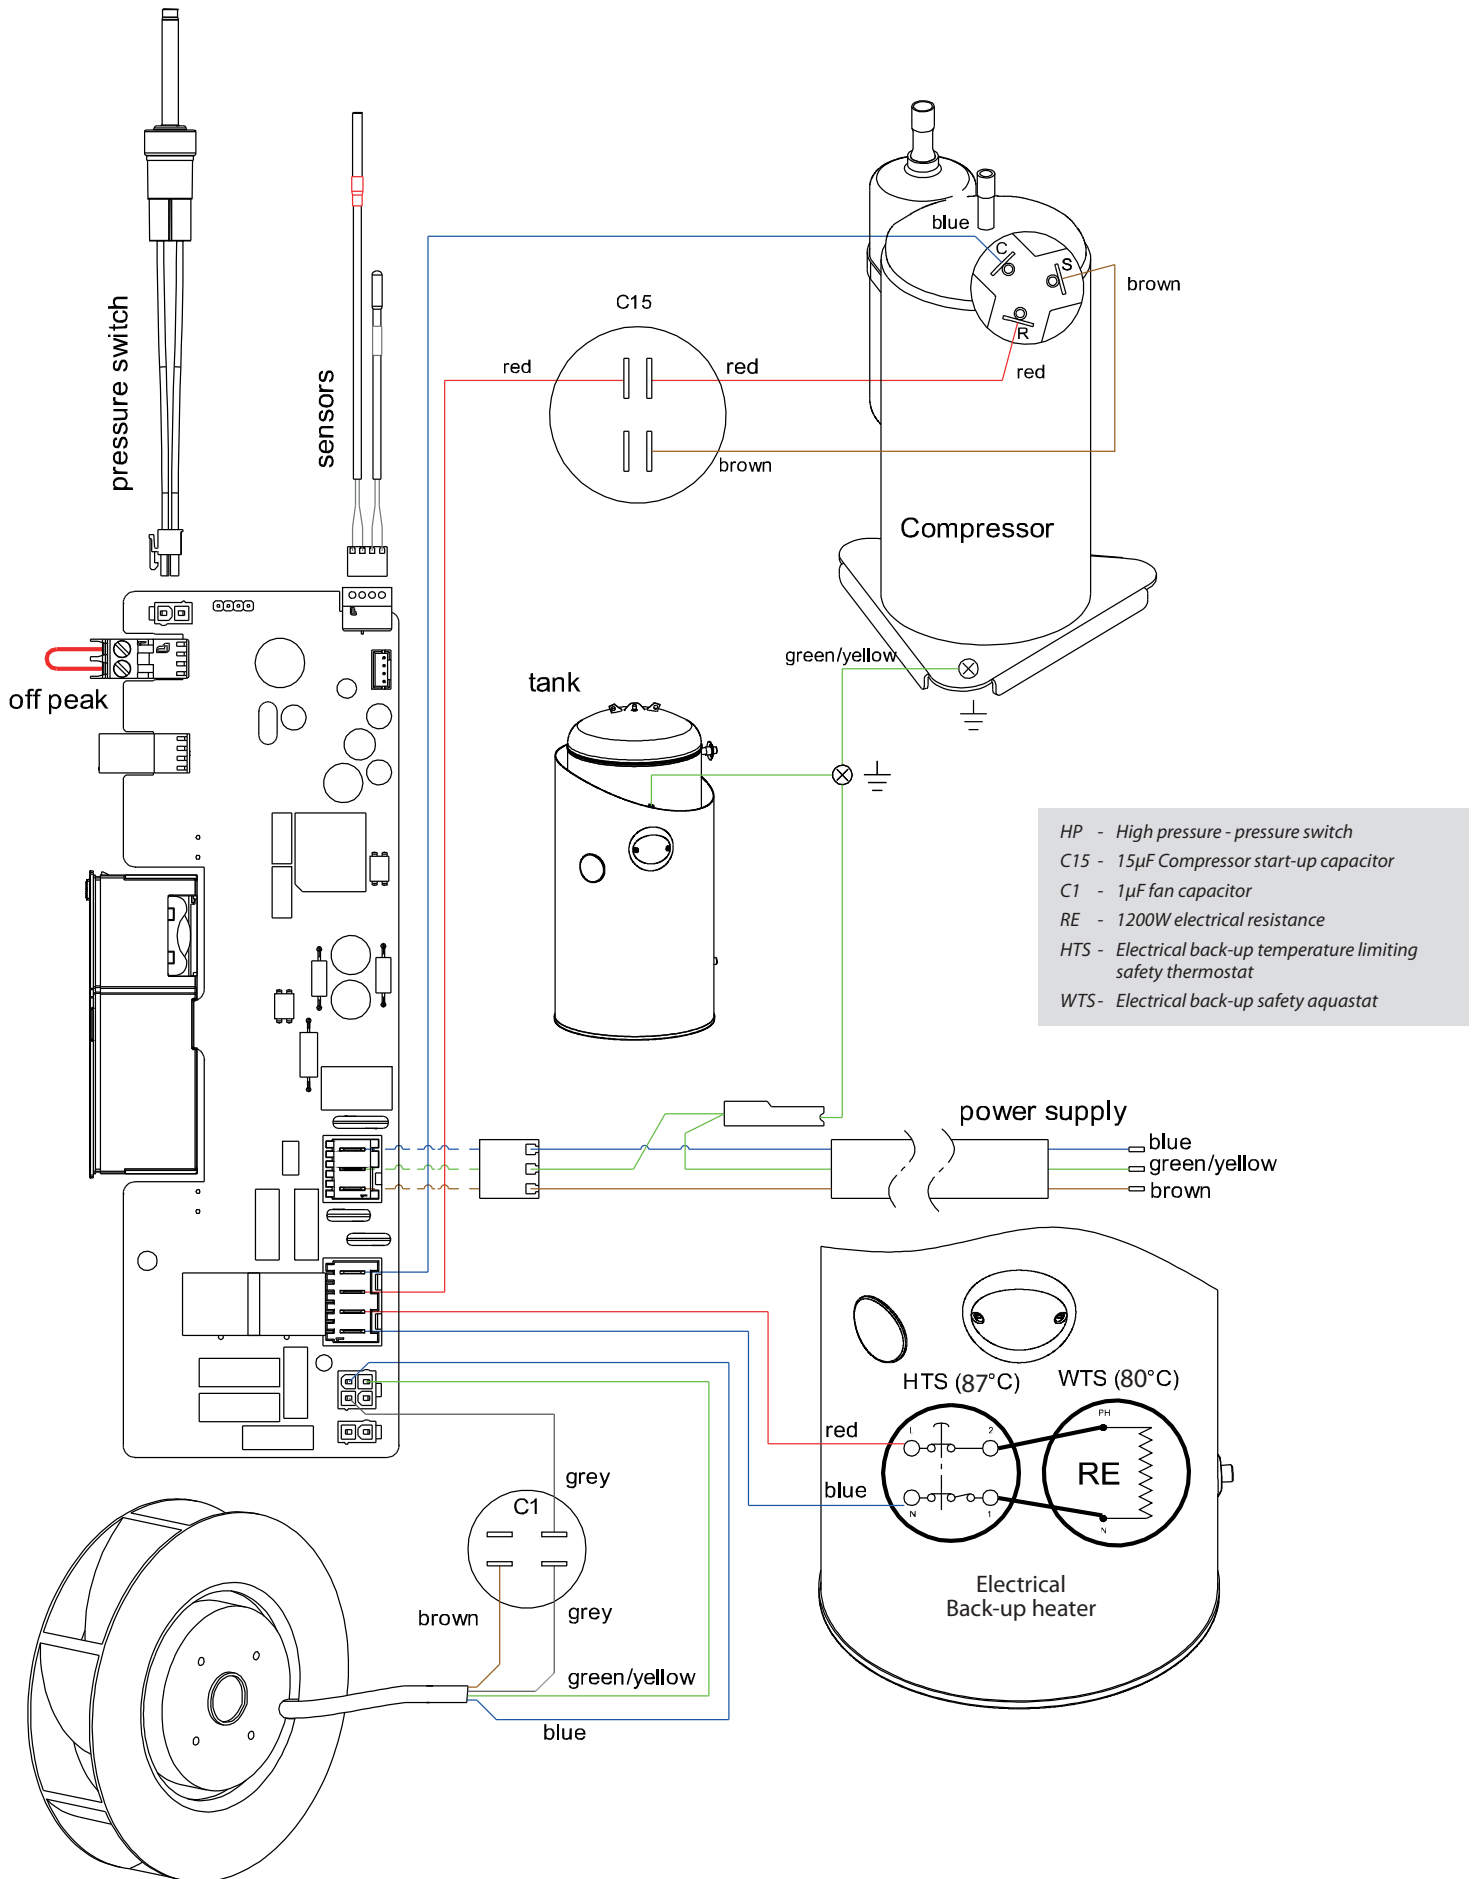 pressure switch
sensors
off peak
C15
red
red
brown
blue
C
S
R
red
brown
Compressor
green/yellow
tank
HP - High pressure - pressure switch
C15 - 15µF Compressor start-up capacitor
C1 - 1µF fan capacitor
RE - 1200W electrical resistance
HTS - Electrical back-up temperature limiting
safety thermostat
WTS - Electrical back-up safety aquastat
power supply
blue
green/yellow
brown
HTS (87°C)
WTS (80°C)
red
blue
L
2
N
1
PH
RE
N
Electrical
Back-up heater
grey
C1
brown
grey
green/yellow
blue